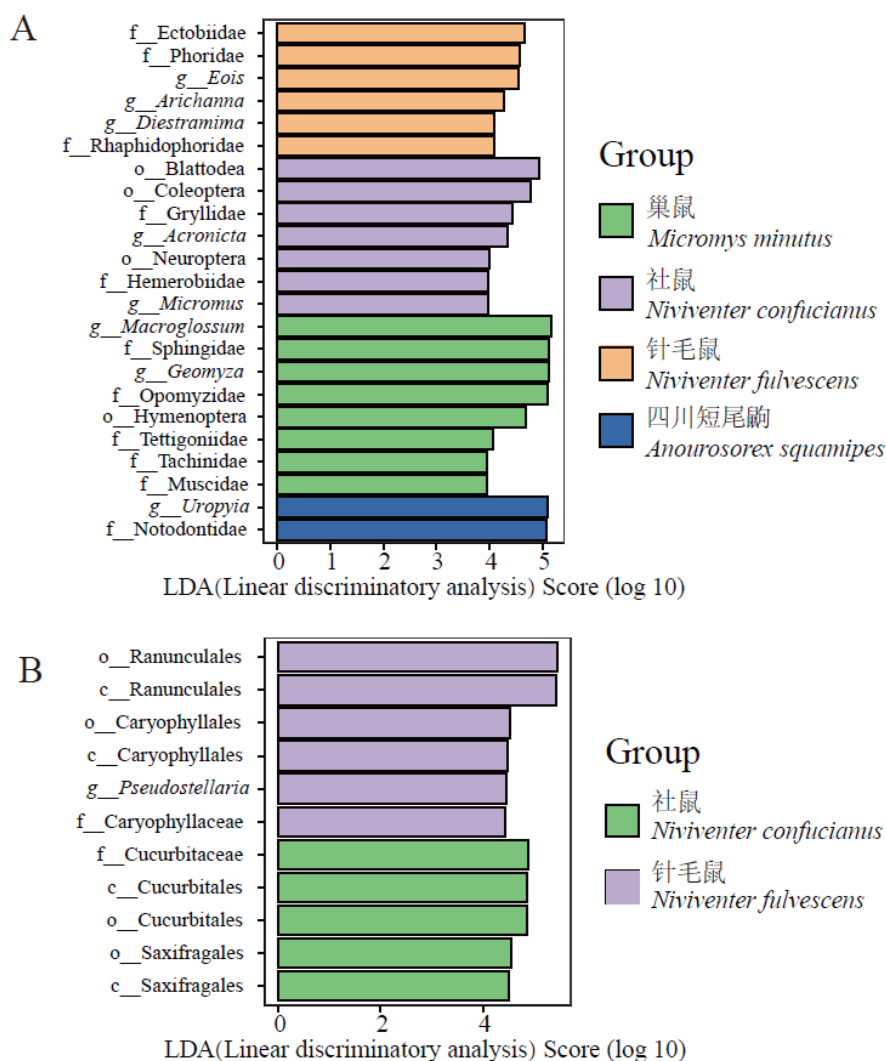 A
f__Ectobiidae
f__Phoridae
g__Eois
g__Arichanna
g__Diestramima
f__Rhaphidophoridae
o__Blattodea
o__Coleoptera
f__Gryllidae
g__Acronicta
o__Neuroptera
f__Hemerobiidae
g__Micromus
g__Macroglossum
f__Sphingidae
g__Geomyza
f__Opomyzidae
o__Hymenoptera
f__Tettigoniidae
f__Tachinidae
f__Muscidae
g__Uropyia
f__Notodontidae
0 1 2 3 4 5
LDA(Linear discriminatory analysis) Score (log 10)
Group
巢鼠
Micromys minutus
社鼠
Niviventer confucianus
针毛鼠
Niviventer fulvescens
四川短尾鼩
Anourosorex squamipes
B
o__Ranunculales
c__Ranunculales
o__Caryophyllales
c__Caryophyllales
g__Pseudostellaria
f__Caryophyllaceae
f__Cucurbitaceae
c__Cucurbitales
o__Cucurbitales
o__Saxifragales
c__Saxifragales
0 4
LDA(Linear discriminatory analysis) Score (log 10)
Group
社鼠
Niviventer confucianus
针毛鼠
Niviventer fulvescens